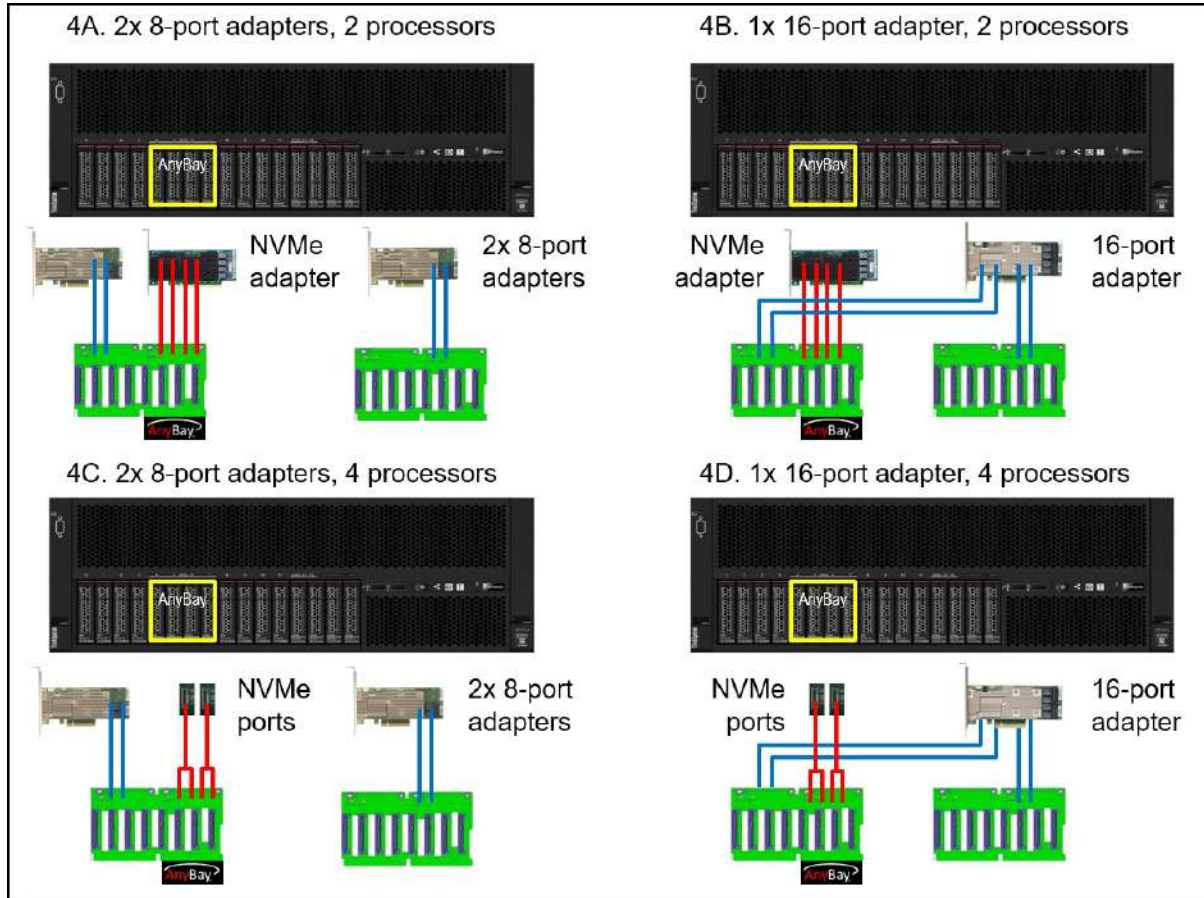 4A. 2x 8-port adapters, 2 processors
AnyBay
NVMe
adapter
2x 8-port
adapters
AnyBay
4B. 1x 16-port adapter, 2 processors
AnyBay
NVMe
adapter
16-port
adapter
AnyBay
4C. 2x 8-port adapters, 4 processors
AnyBay
NVMe
ports
2x 8-port
adapters
AnyBay
4D. 1x 16-port adapter, 4 processors
AnyBay
NVMe
ports
16-port
adapter
AnyBay